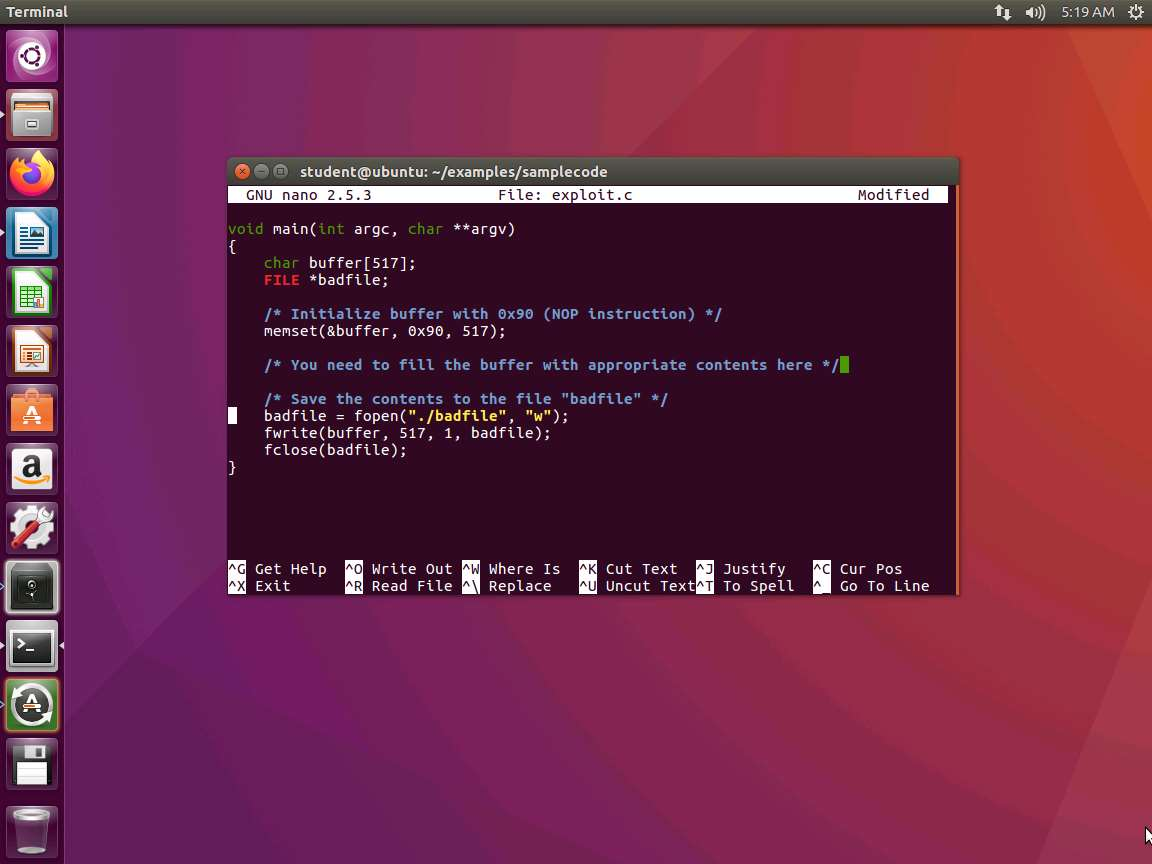 Terminal
5:19 AM
student@ubuntu: ~/examples/samplecode
GNU nano 2.5.3 File: exploit.c Modified
void main(int argc, char **argv)
{
char buffer[517];
FILE *badfile;
/* Initialize buffer with 0x90 (NOP instruction) */
memset(&buffer, 0x90, 517);
/* You need to fill the buffer with appropriate contents here */
/* Save the contents to the file "badfile" */
badfile = fopen("./badfile", "w");
fwrite(buffer, 517, 1, badfile);
fclose(badfile);
}
^G Get Help ^O Write Out ^W Where Is ^K Cut Text ^J Justify ^C Cur Pos
^X Exit ^R Read File ^\ Replace ^U Uncut Text ^T To Spell ^_ Go To Line